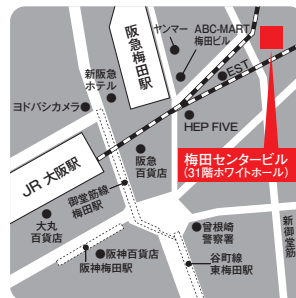 ヤンマー
ABC-MART
梅田ビル
阪急梅田駅
新阪急
ホテル
EST
ヨドバシカメラ
HEP FIVE
梅田センタービル
(31階ホワイトホール)
JR 大阪駅
阪急
百貨店
御堂筋線
梅田駅
大丸
百貨店
新御堂筋
曽根崎
警察署
阪神百貨店
阪神梅田駅
谷町線
東梅田駅